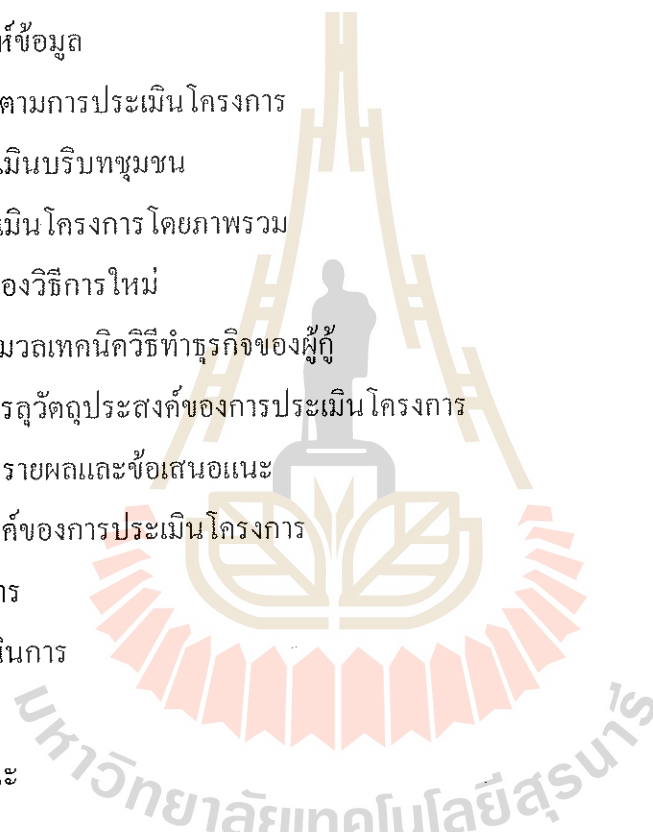 ห์ข้อมูล
ตามการประเมินโครงการ
เมินบริบทชุมชน
เมินโครงการโดยภาพรวม
องวิธีการใหม่
มวลเทคนิควิธีทำธุรกิจของผู้กู้
รลุวัตถุประสงค์ของการประเมินโครงการ
รายผลและข้อเสนอแนะ
ค์ของการประเมินโครงการ
าร
นินการ
ะ
มหาวิทยาลัยเทคโนโลยีสุรนารี